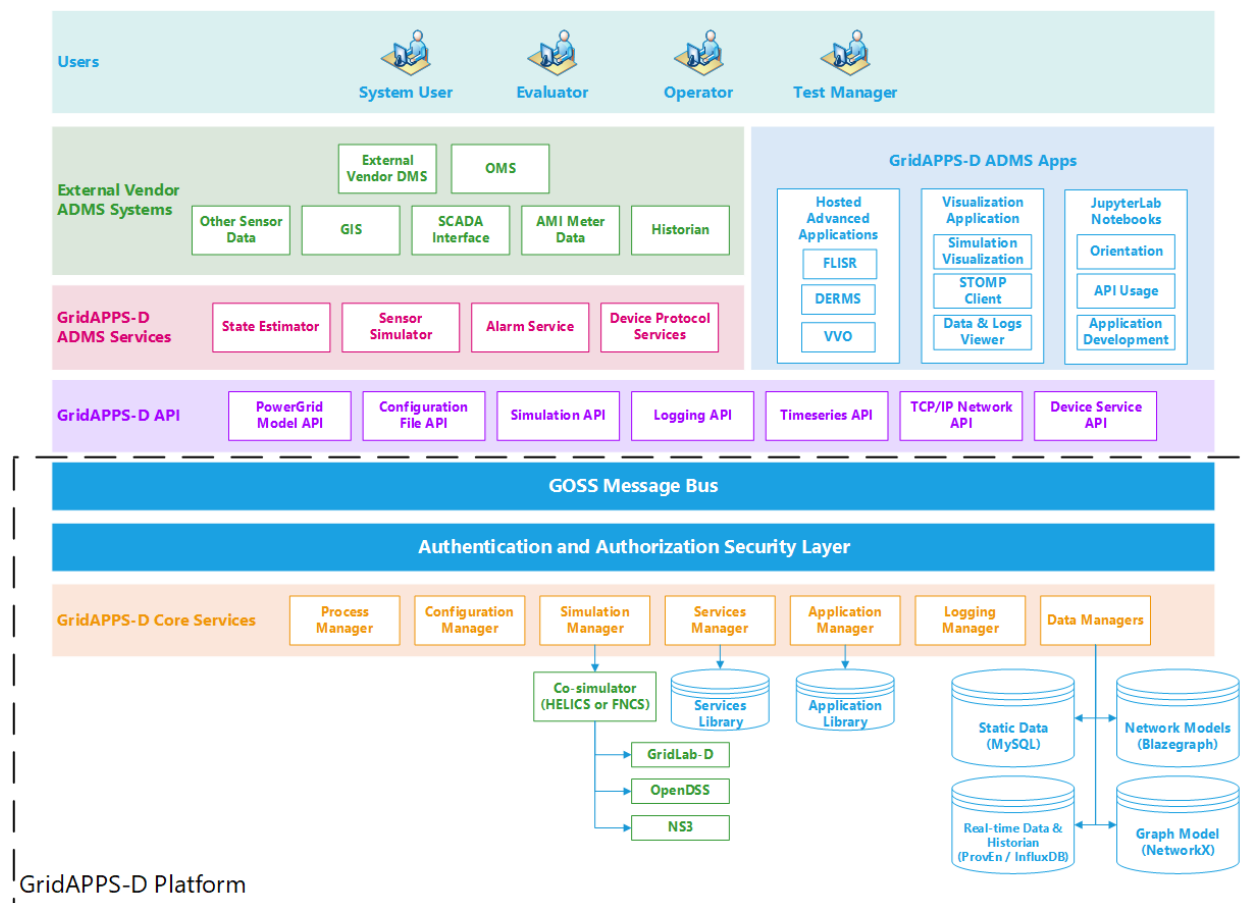 Users
System User
Evaluator
Operator
Test Manager
External Vendor
ADMS Systems
External
Vendor DMS
OMS
Other Sensor
Data
GIS
SCADA
Interface
AMI Meter
Data
Historian
GridAPPS-D
ADMS Services
State Estimator
Sensor
Simulator
Alarm Service
Device Protocol
Services
GridAPPS-D ADMS Apps
Hosted
Advanced
Applications
FLISR
DERMS
VVO
Visualization
Application
Simulation
Visualization
STOMP
Client
Data & Logs
Viewer
JupyterLab
Notebooks
Orientation
API Usage
Application
Development
GridAPPS-D API
PowerGrid
Model API
Configuration
File API
Simulation API
Logging API
Timeseries API
TCP/IP Network
API
Device Service
API
GOSS Message Bus
Authentication and Authorization Security Layer
GridAPPS-D Core Services
Process
Manager
Configuration
Manager
Simulation
Manager
Services
Manager
Application
Manager
Logging
Manager
Data Managers
Co-simulator
(HELICS or FNCS)
GridLab-D
OpenDSS
NS3
Services
Library
Application
Library
Static Data
(MySQL)
Network Models
(Blazegraph)
Real-time Data &
Historian
(ProvEn / InfluxDB)
Graph Model
(NetworkX)
GridAPPS-D Platform